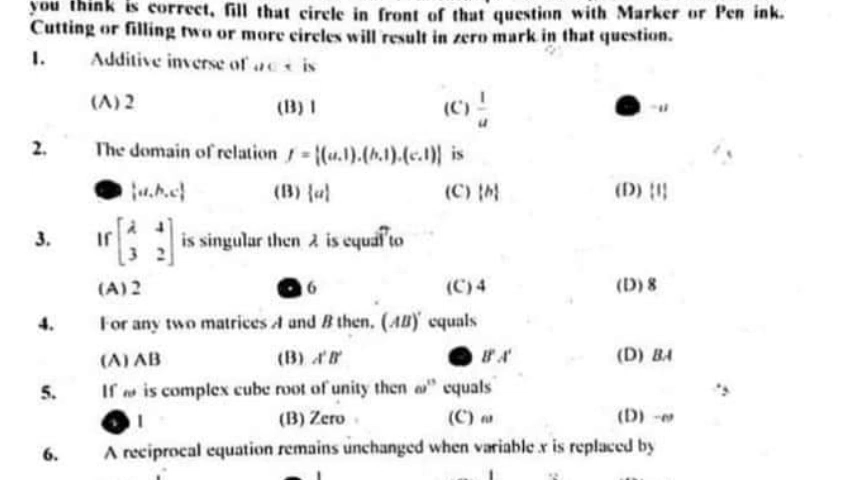 you think is correct, fill that circle in front of that question with Marker or Pen ink.
Cutting or filling two or more circles will result in zero mark in that question.
1. Additive inverse of is
(A) 2 (B) 1 (C) 1/a -a
2. The domain of relation f = {(a,1),(b,1),(c,1)} is
{a,b,c} (B) {a} (C) {b} (D) {1}
3. If [λ 4
3 2] is singular then λ is equal to
(A) 2 6 (C) 4 (D) 8
4. For any two matrices A and B then, (AB)' equals
(A) AB (B) A'B' B'A' (D) BA
5. If ω is complex cube root of unity then equals
1 (B) Zero (C) ω (D) -ω
6. A reciprocal equation remains unchanged when variable x is replaced by